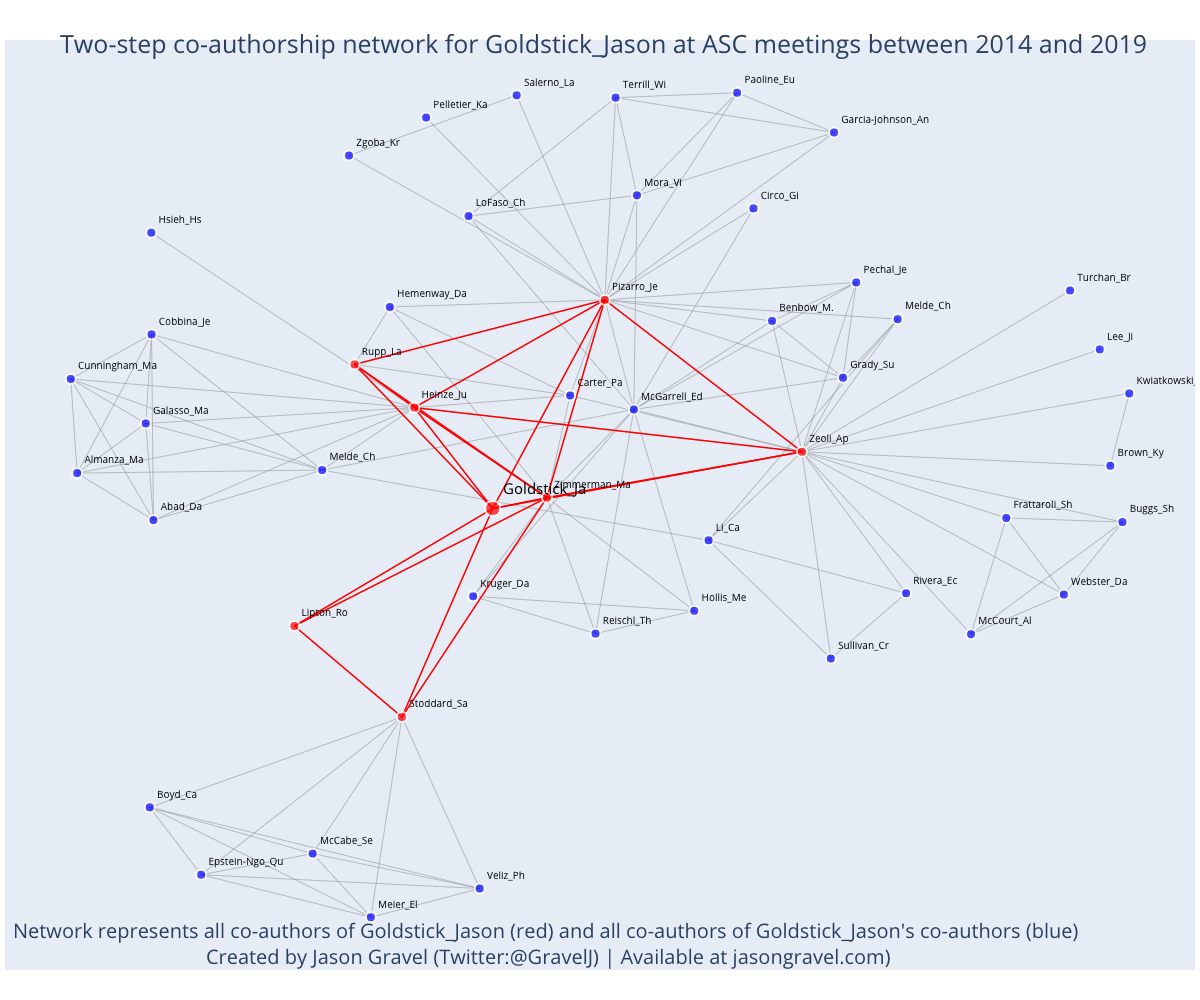 Two-step co-authorship network for Goldstick_Jason at ASC meetings between 2014 and 2019
Salerno_La
Terrill_Wi
Paoline_Eu
Pelletier_Ka
Garcia-Johnson_An
Zgoba_Kr
Mora_Vi
Circo_Gi
LoFaso_Ch
Hsieh_Hs
Pechal_Je
Turchan_Br
Pizarro_Je
Hemenway_Da
Benbow_M.
Melde_Ch
Cobbina_Je
Lee_Ji
Rupp_La
Cunningham_Ma
Grady_Su
Carter_Pa
Kwiatkowski_
Heinze_Ju
McGarrell_Ed
Galasso_Ma
Zeoli_Ap
Almanza_Ma
Melde_Ch
Brown_Ky
Goldstick_Ja
Zimmerman_Ma
Abad_Da
Frattaroli_Sh
Buggs_Sh
Li_Ca
Kruger_Da
Rivera_Ec
Webster_Da
Hollis_Me
Lipton_Ro
Reischl_Th
McCourt_Al
Sullivan_Cr
Stoddard_Sa
Boyd_Ca
McCabe_Se
Epstein-Ngo_Qu
Veliz_Ph
Meier_El
Network represents all co-authors of Goldstick_Jason (red) and all co-authors of Goldstick_Jason's co-authors (blue)
Created by Jason Gravel (Twitter:@GravelJ) | Available at jasongravel.com)